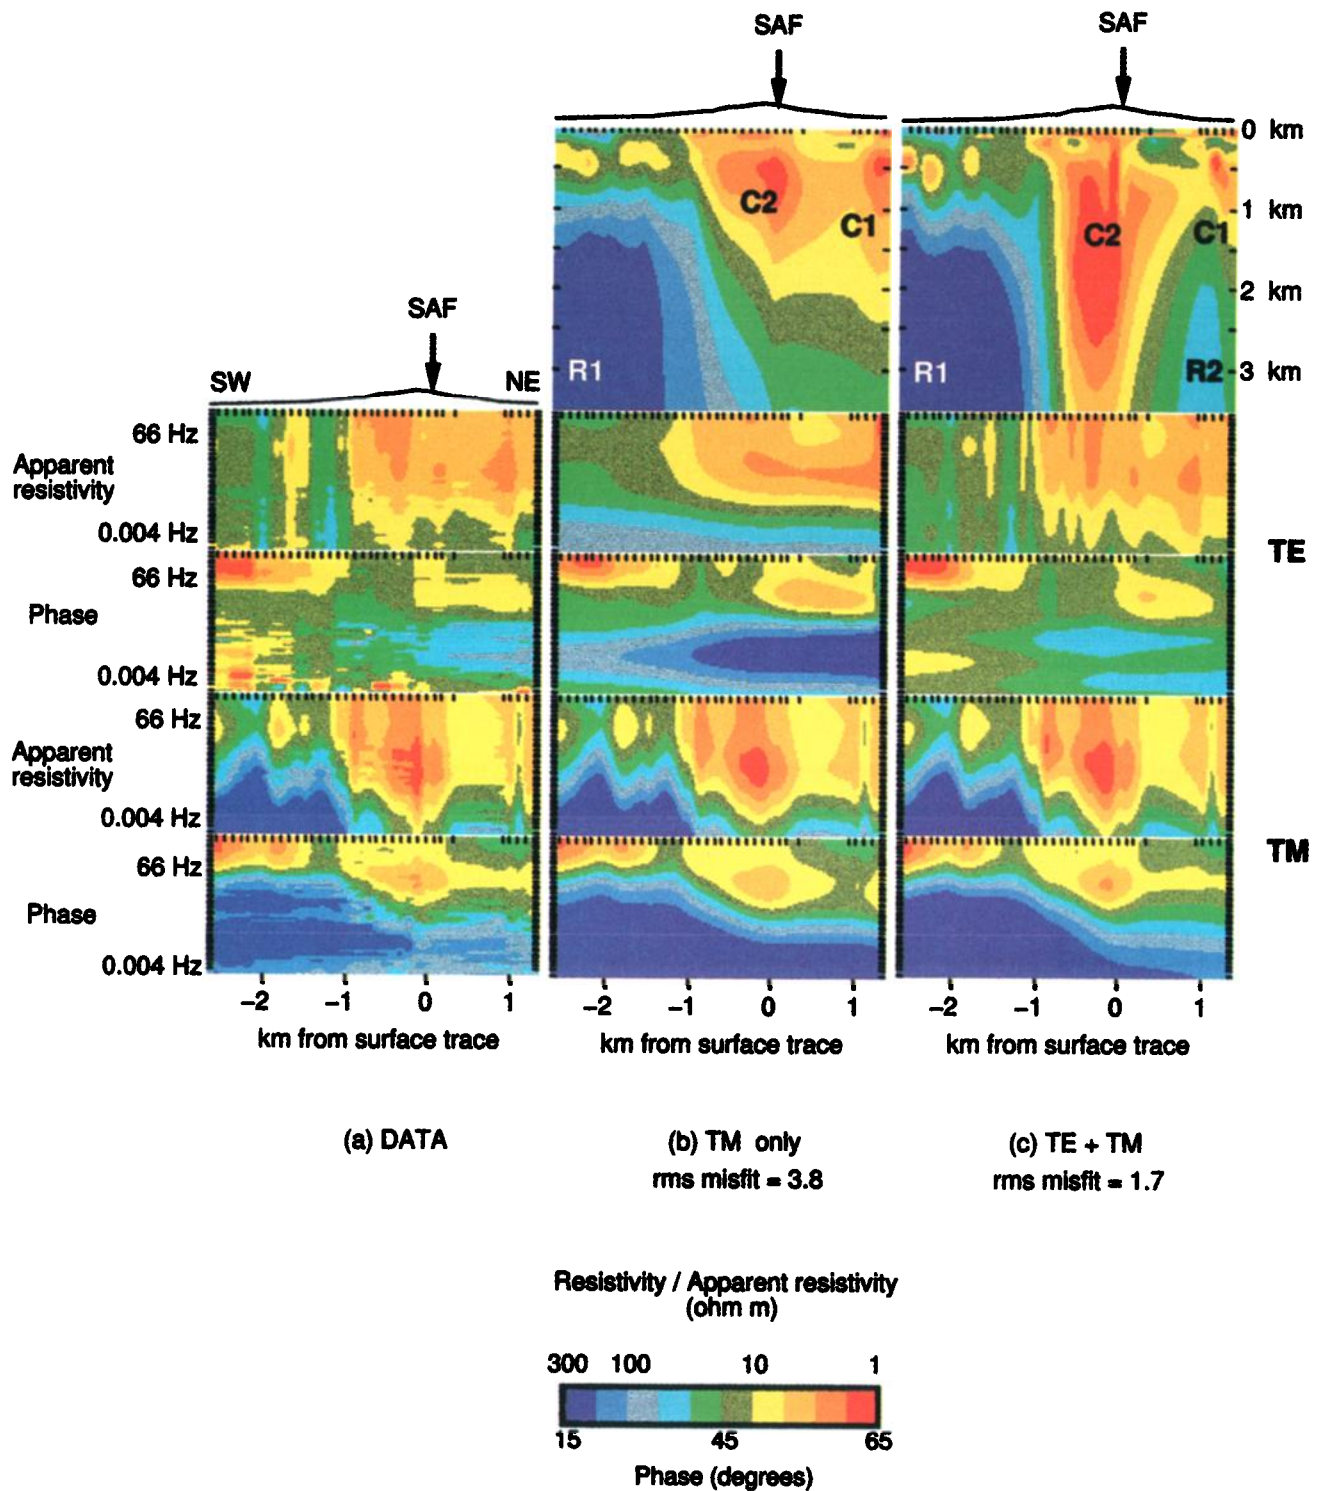 SAF
SAF
0 km
C2
C1
1 km
C2
C1
2 km
R1
R1
R2
3 km
SAF
SW
NE
66 Hz
Apparent
resistivity
0.004 Hz
TE
66 Hz
Phase
0.004 Hz
66 Hz
Apparent
resistivity
0.004 Hz
TM
66 Hz
Phase
0.004 Hz
−2 −1 0 1
−2 −1 0 1
−2 −1 0 1
km from surface trace
km from surface trace
km from surface trace
(a) DATA
(b) TM only
rms misfit = 3.8
(c) TE + TM
rms misfit = 1.7
Resistivity / Apparent resistivity
(ohm m)
300 100 10 1
15 45 65
Phase (degrees)